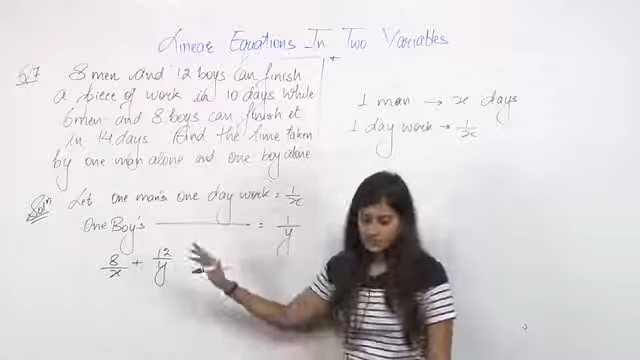 Linear Equations In Two Variables
Q7 8 men and 12 boys can finish
a piece of work in 10 days while
6 men and 8 boys can finish it
in 14 days. Find the time taken
by one man alone and one boy alone
1 man → x days
1 day work → 1/x
Soln Let one man's one day work = 1/x
One Boy's ———— = 1/y
8/x + 12/y